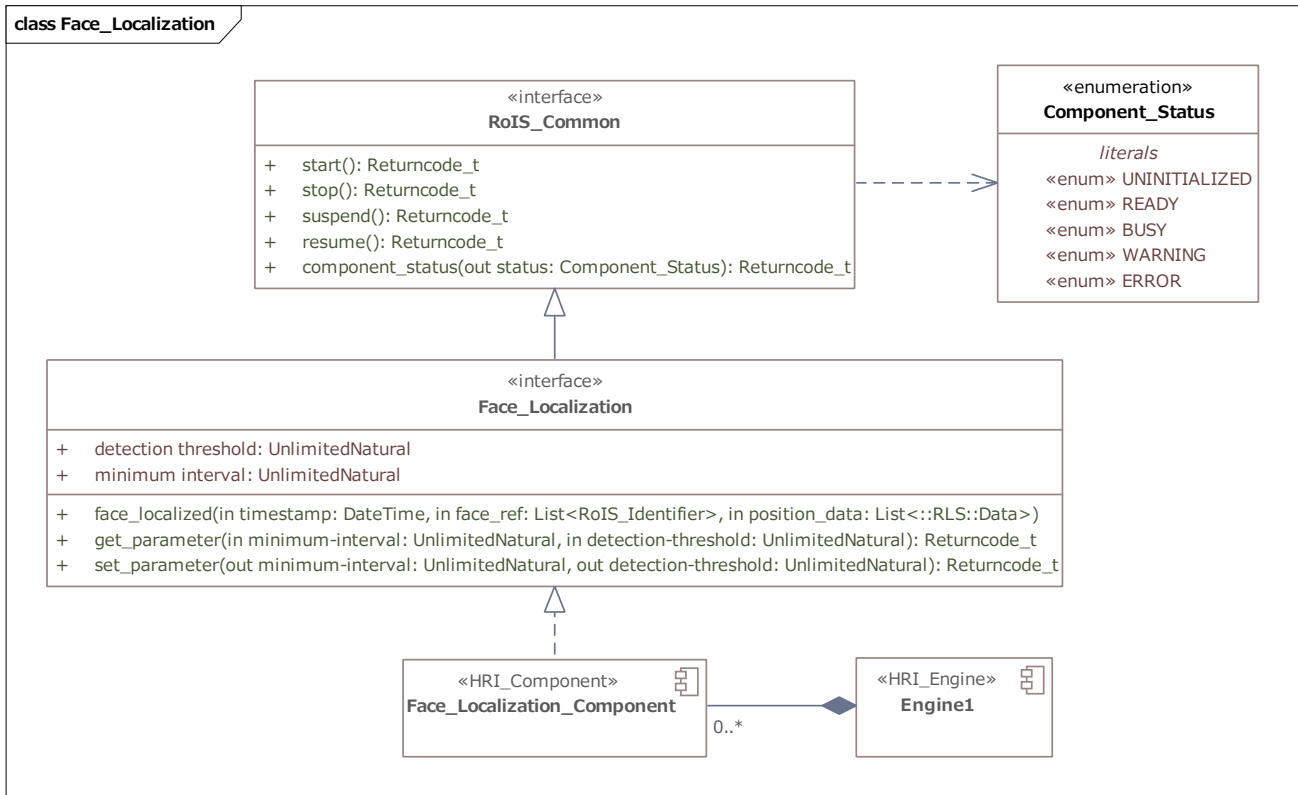 class Face_Localization
«interface»
RoIS_Common
+ start(): Returncode_t
+ stop(): Returncode_t
+ suspend(): Returncode_t
+ resume(): Returncode_t
+ component_status(out status: Component_Status): Returncode_t
«enumeration»
Component_Status
literals
«enum» UNINITIALIZED
«enum» READY
«enum» BUSY
«enum» WARNING
«enum» ERROR
«interface»
Face_Localization
+ detection threshold: UnlimitedNatural
+ minimum interval: UnlimitedNatural
+ face_localized(in timestamp: DateTime, in face_ref: List<RoIS_Identifier>, in position_data: List<::RLS::Data>)
+ get_parameter(in minimum-interval: UnlimitedNatural, in detection-threshold: UnlimitedNatural): Returncode_t
+ set_parameter(out minimum-interval: UnlimitedNatural, out detection-threshold: UnlimitedNatural): Returncode_t
«HRI_Component»
Face_Localization_Component
0..*
«HRI_Engine»
Engine1